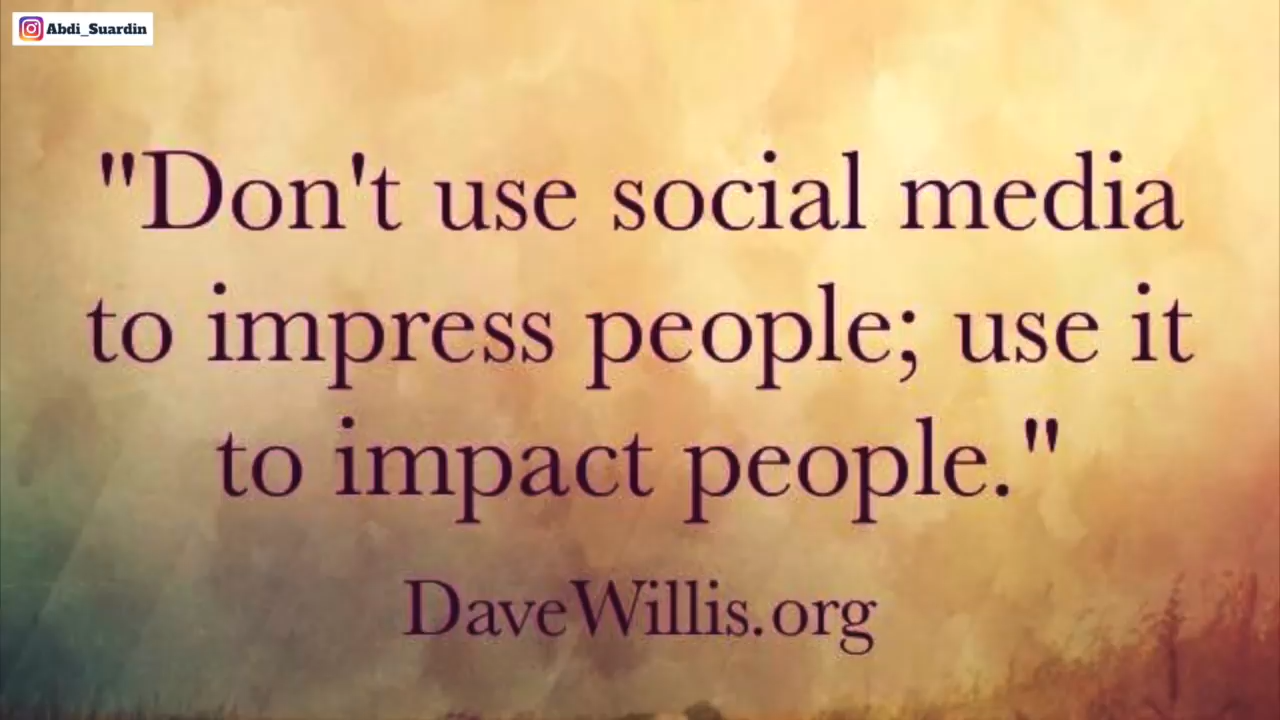 Abdi_Suardin
"Don't use social media
to impress people; use it
to impact people."
DaveWillis.org